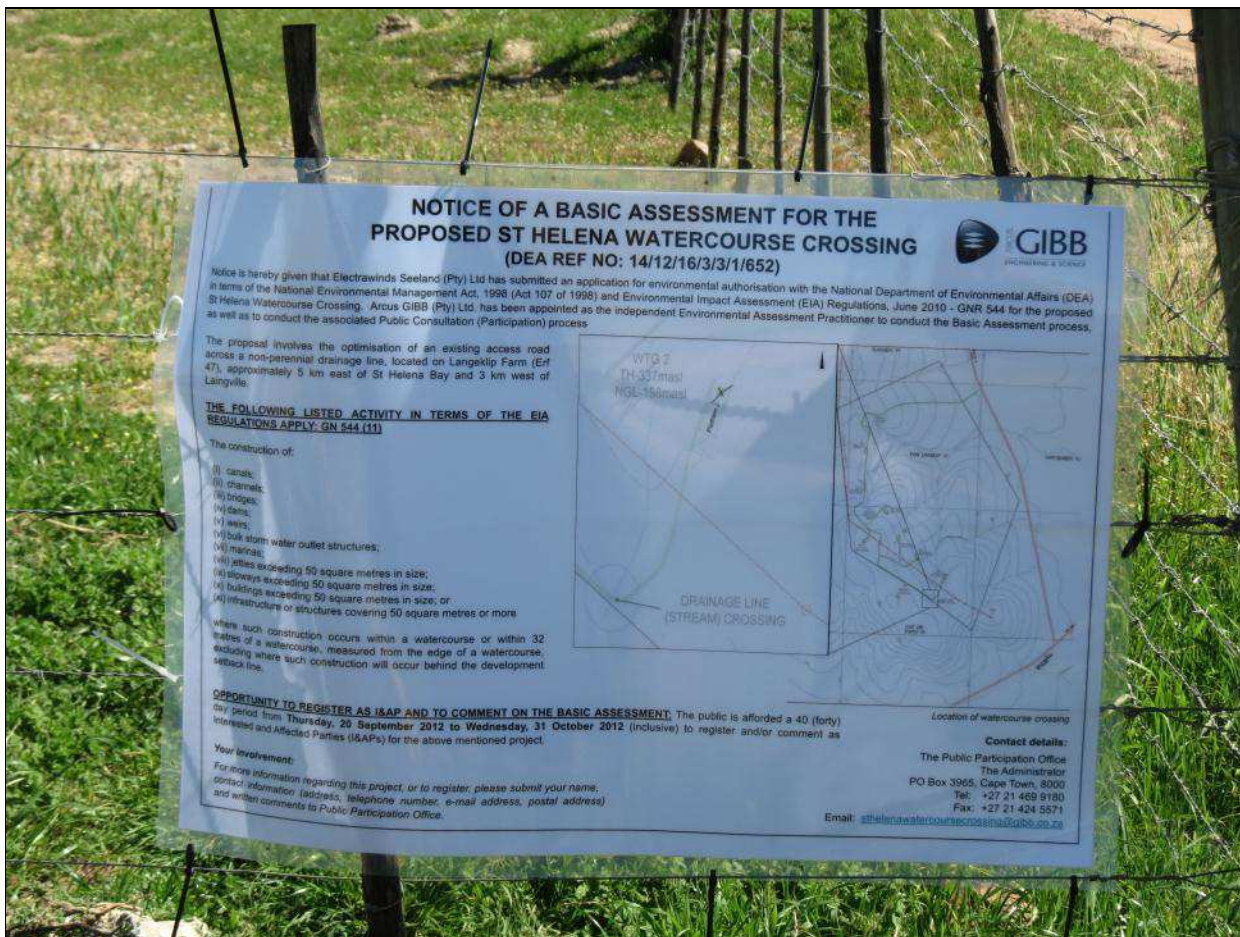 NOTICE OF A BASIC ASSESSMENT FOR THE
PROPOSED ST HELENA WATERCOURSE CROSSING
(DEA REF NO: 14/12/16/3/3/1/652)
GIBB
ENGINEERING & SCIENCE
Notice is hereby given that Electrawinds Seeland (Pty) Ltd has submitted an application for environmental authorisation with the National Department of Environmental Affairs (DEA)
in terms of the National Environmental Management Act, 1998 (Act 107 of 1998) and Environmental Impact Assessment (EIA) Regulations, June 2010 - GNR 544 for the proposed
St Helena Watercourse Crossing. Arcus GIBB (Pty) Ltd. has been appointed as the independent Environmental Assessment Practitioner to conduct the Basic Assessment process,
as well as to conduct the associated Public Consultation (Participation) process
The proposal involves the optimisation of an existing access road
across a non-perennial drainage line, located on Langeklip Farm (Erf
47), approximately 5 km east of St Helena Bay and 3 km west of
Laingville.
THE FOLLOWING LISTED ACTIVITY IN TERMS OF THE EIA
REGULATIONS APPLY: GN 544 (11)
The construction of:
(i) canals;
(ii) channels;
(iii) bridges;
(iv) dams;
(v) weirs;
(vi) bulk storm water outlet structures;
(vii) marinas;
(viii) jetties exceeding 50 square metres in size;
(ix) slipways exceeding 50 square metres in size;
(x) buildings exceeding 50 square metres in size; or
(xi) infrastructure or structures covering 50 square metres or more
where such construction occurs within a watercourse or within 32
metres of a watercourse, measured from the edge of a watercourse,
excluding where such construction will occur behind the development
setback line.
WTG 2
TH-337masl
NGL-198masl
DRAINAGE LINE
(STREAM) CROSSING
Location of watercourse crossing
OPPORTUNITY TO REGISTER AS I&AP AND TO COMMENT ON THE BASIC ASSESSMENT: The public is afforded a 40 (forty)
day period from Thursday, 20 September 2012 to Wednesday, 31 October 2012 (inclusive) to register and/or comment as
Interested and Affected Parties (I&APs) for the above mentioned project.
Your involvement:
For more information regarding this project, or to register, please submit your name,
contact information (address, telephone number, e-mail address, postal address)
and written comments to Public Participation Office.
Contact details:
The Public Participation Office
The Administrator
PO Box 3965, Cape Town, 8000
Tel: +27 21 469 9180
Fax: +27 21 424 5571
Email: sthelenawatercoursecrossing@gibb.co.za